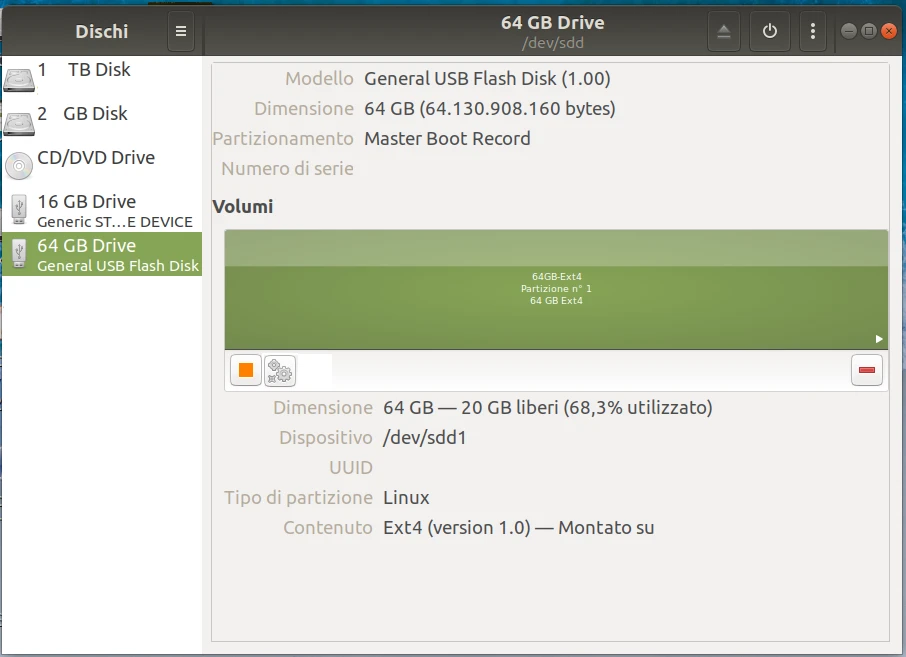 Dischi
64 GB Drive
/dev/sdd
1 TB Disk
2 GB Disk
CD/DVD Drive
16 GB Drive
Generic ST...E DEVICE
64 GB Drive
General USB Flash Disk
Modello General USB Flash Disk (1.00)
Dimensione 64 GB (64.130.908.160 bytes)
Partizionamento Master Boot Record
Numero di serie
Volumi
64GB-Ext4
Partizione n° 1
64 GB Ext4
Dimensione 64 GB — 20 GB liberi (68,3% utilizzato)
Dispositivo /dev/sdd1
UUID
Tipo di partizione Linux
Contenuto Ext4 (version 1.0) — Montato su